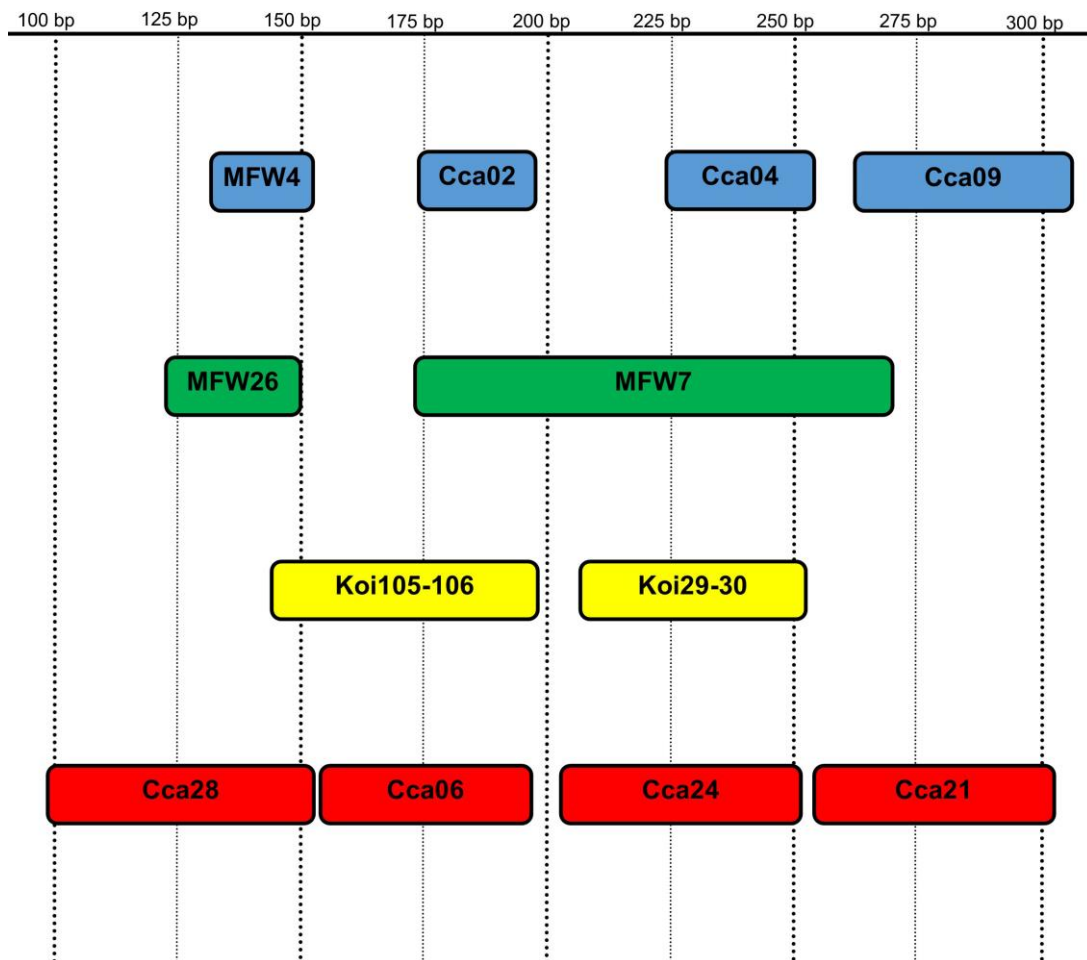 100 bp 125 bp 150 bp 175 bp 200 bp 225 bp 250 bp 275 bp 300 bp
MFW4 Cca02 Cca04 Cca09
MFW26 MFW7
Koi105-106 Koi29-30
Cca28 Cca06 Cca24 Cca21